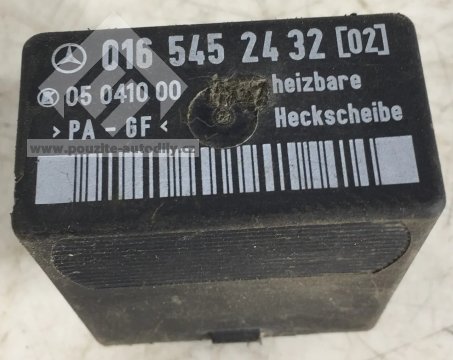 016 545 24 32 [02]
05 0410 00
heizbare
> PA - GF <
Heckscheibe
www.pouzite-autodily.cz